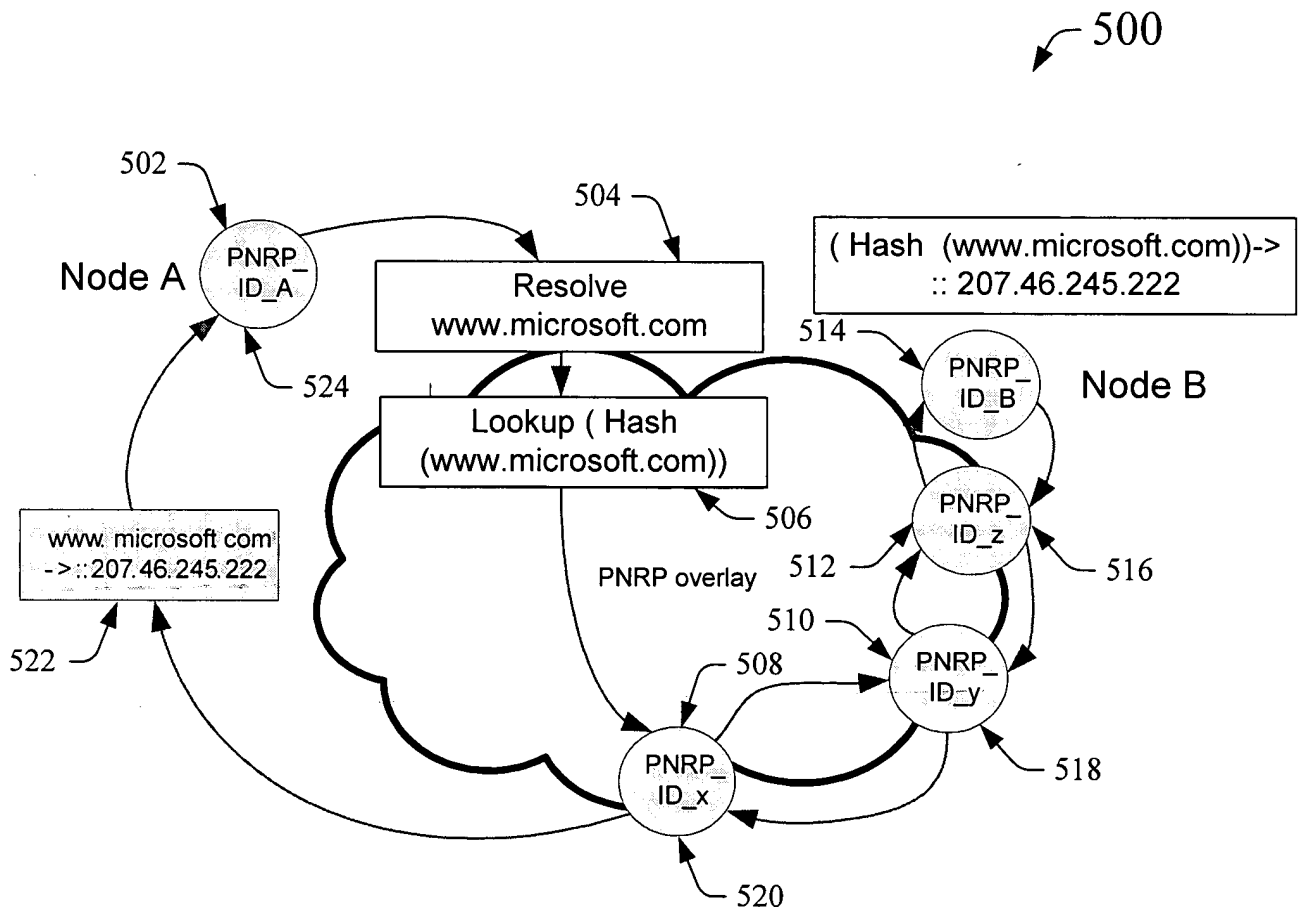 500
502
504
PNRP_
ID_A
Node A
Resolve
www.microsoft.com
( Hash (www.microsoft.com))->
:: 207.46.245.222
514
524
PNRP_
ID_B
Node B
Lookup ( Hash
(www.microsoft.com))
506
PNRP_
ID_z
512
516
www. microsoft com
->::207.46.245.222
PNRP overlay
522
510
508
PNRP_
ID_y
518
PNRP_
ID_x
520